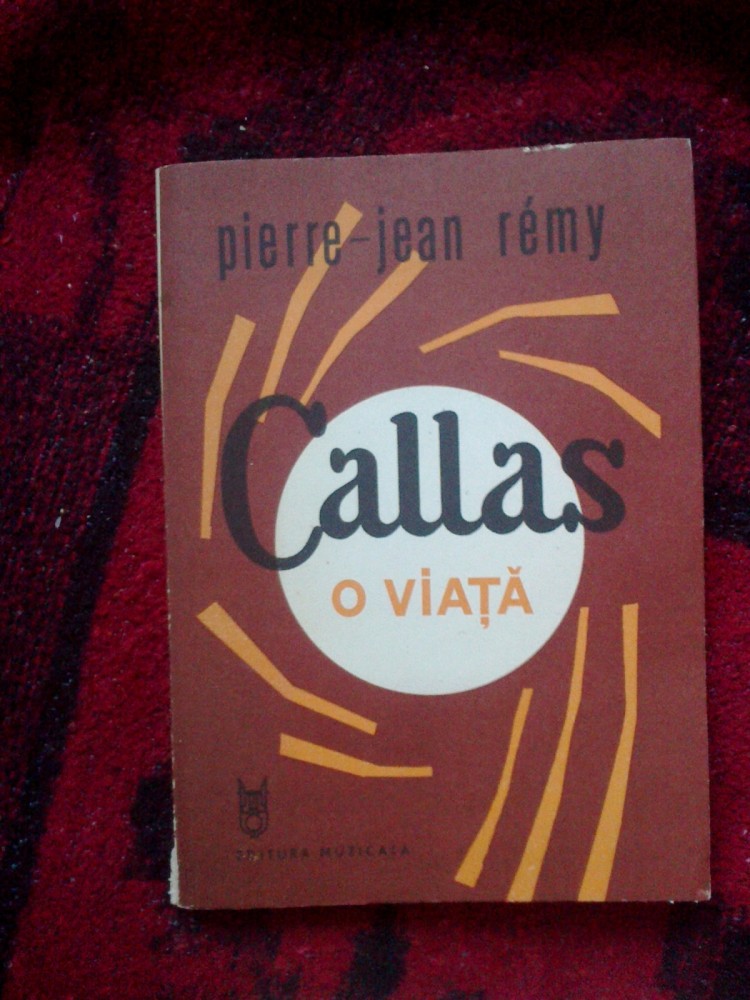 pierre-jean rémy
Callas
O ViAȚĂ
EDITURA MUZICALĂ